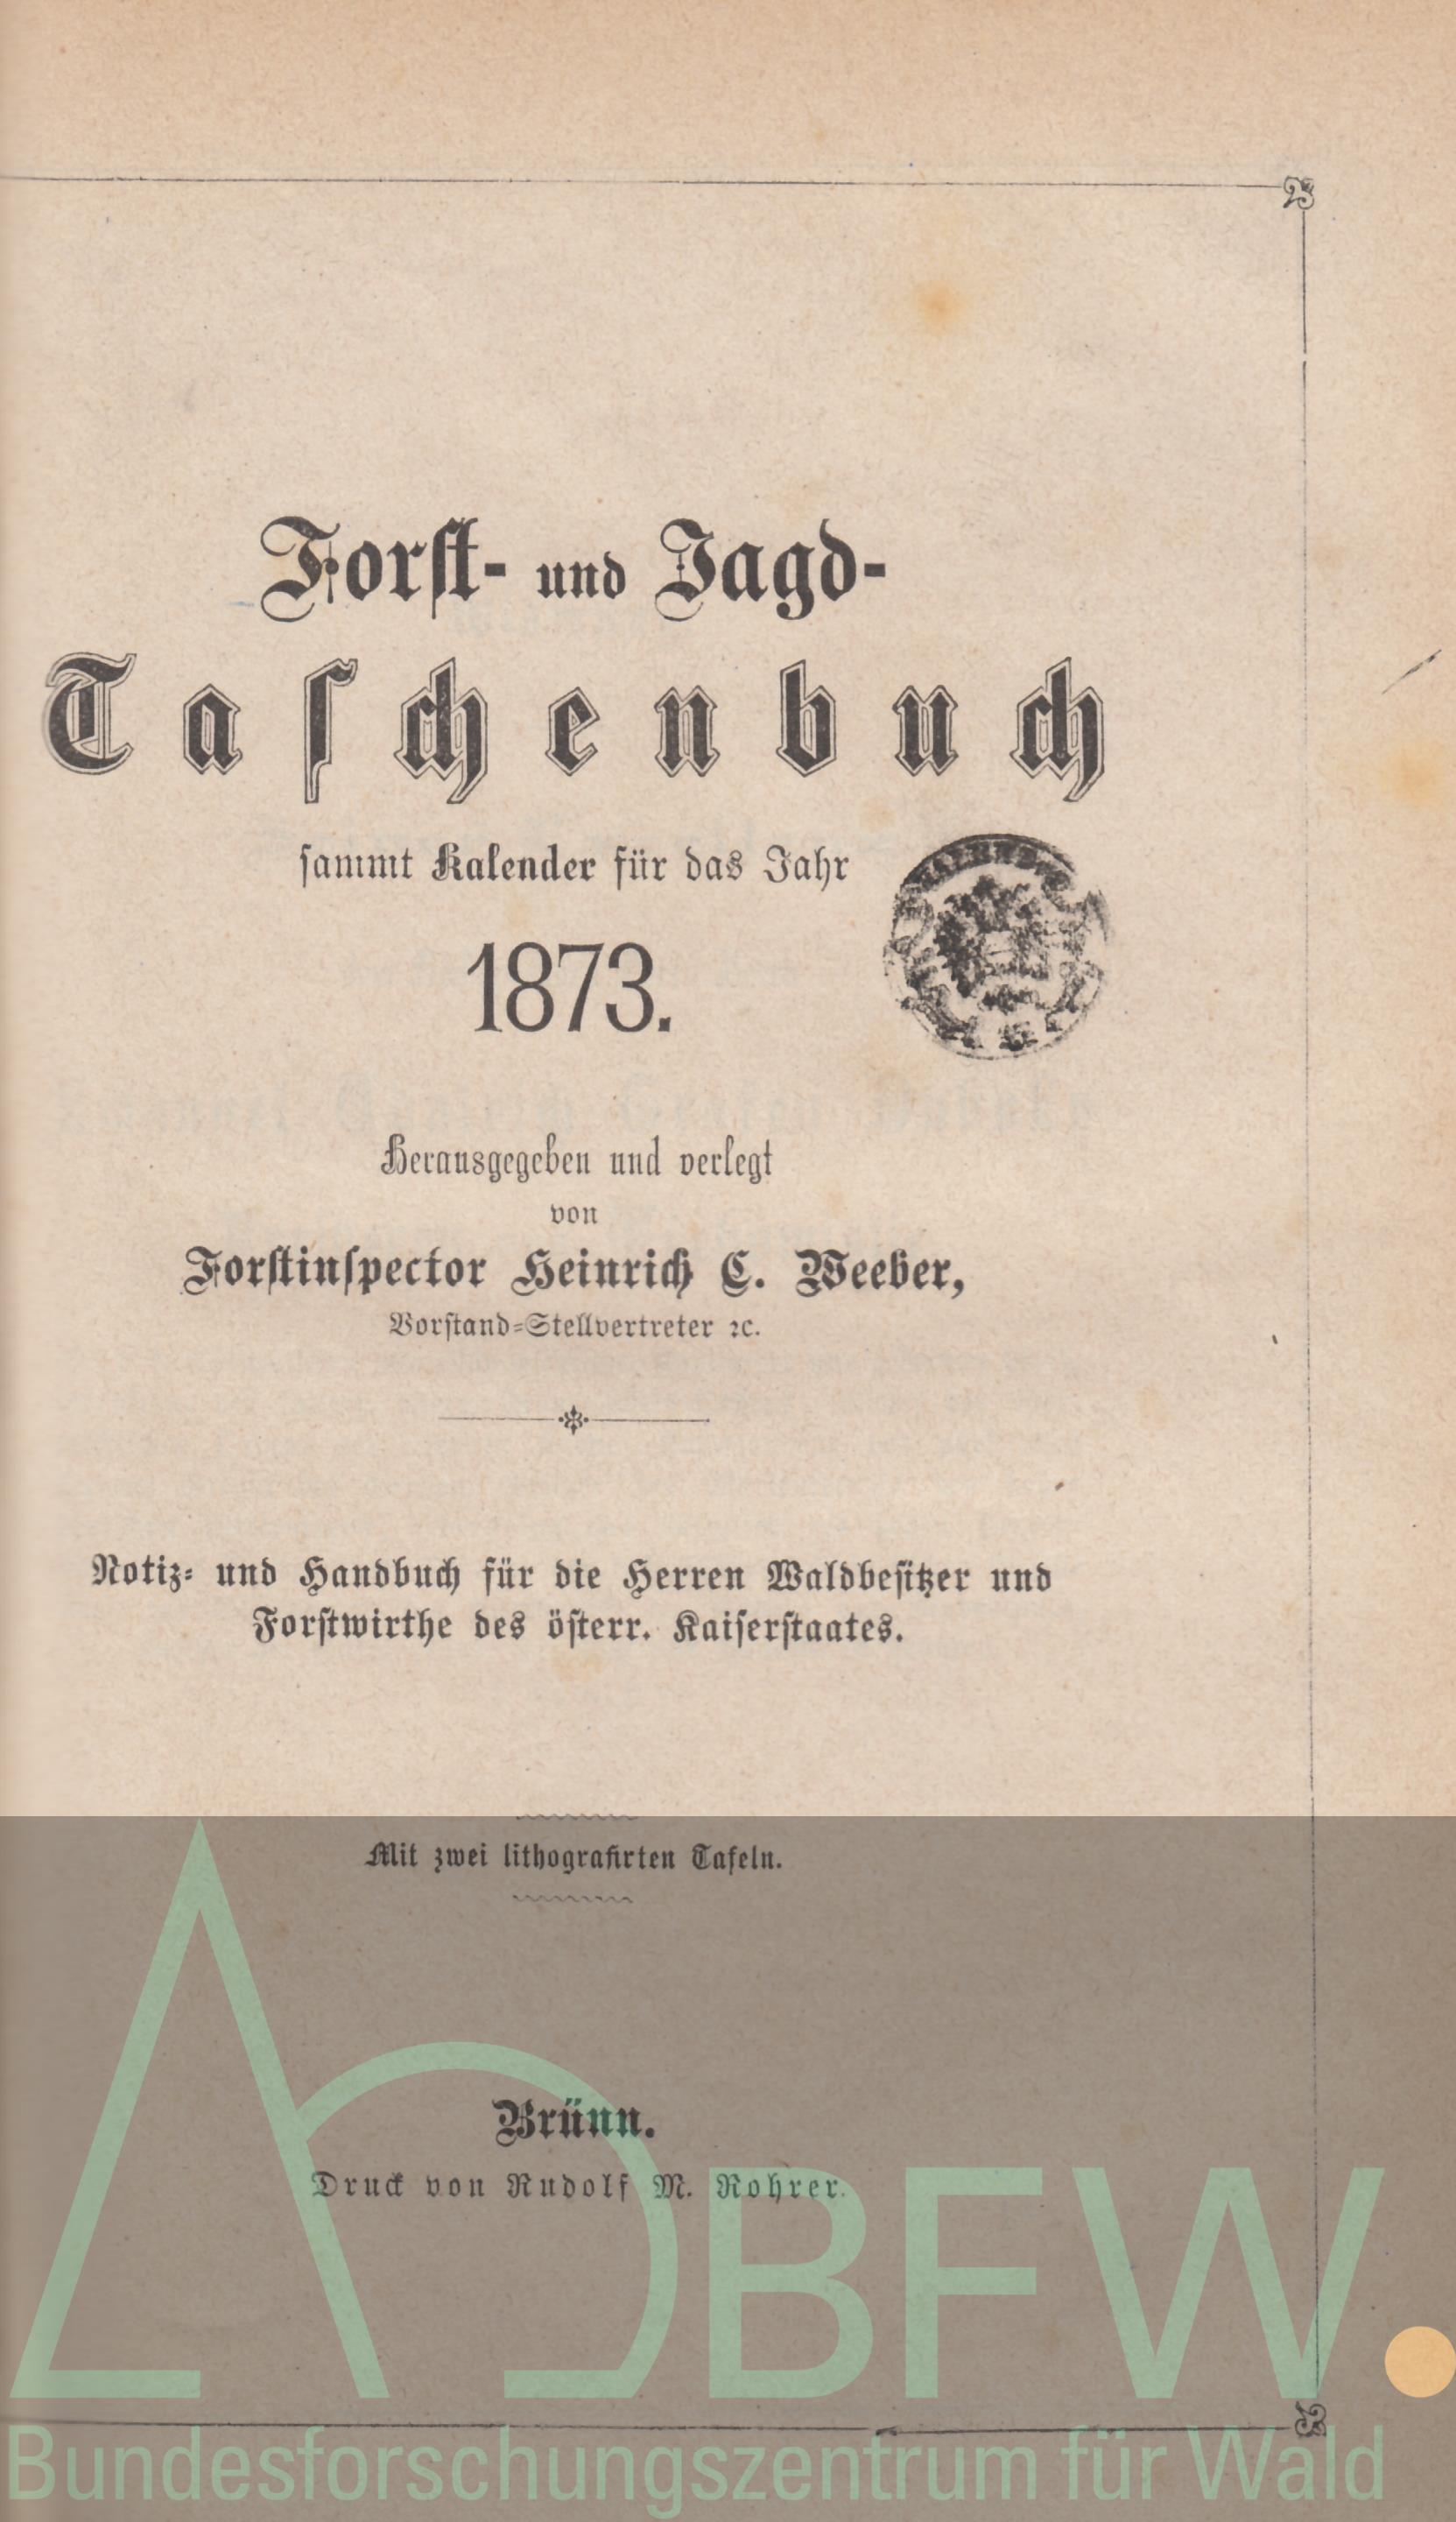 Forst- und Jagd-
Taschenbuch
sammt Kalender für das Jahr
1873.
Herausgegeben und verlegt
von
Forstinspector Heinrich C. Weeber,
Vorstand-Stellvertreter ꝛc.
Notiz- und Handbuch für die Herren Waldbesitzer und
Forstwirthe des österr. Kaiserstaates.
Mit zwei lithografirten Tafeln.
Brünn.
Druck von Rudolf M. Rohrer.
BFW.
Bundesforschungszentrum für Wald